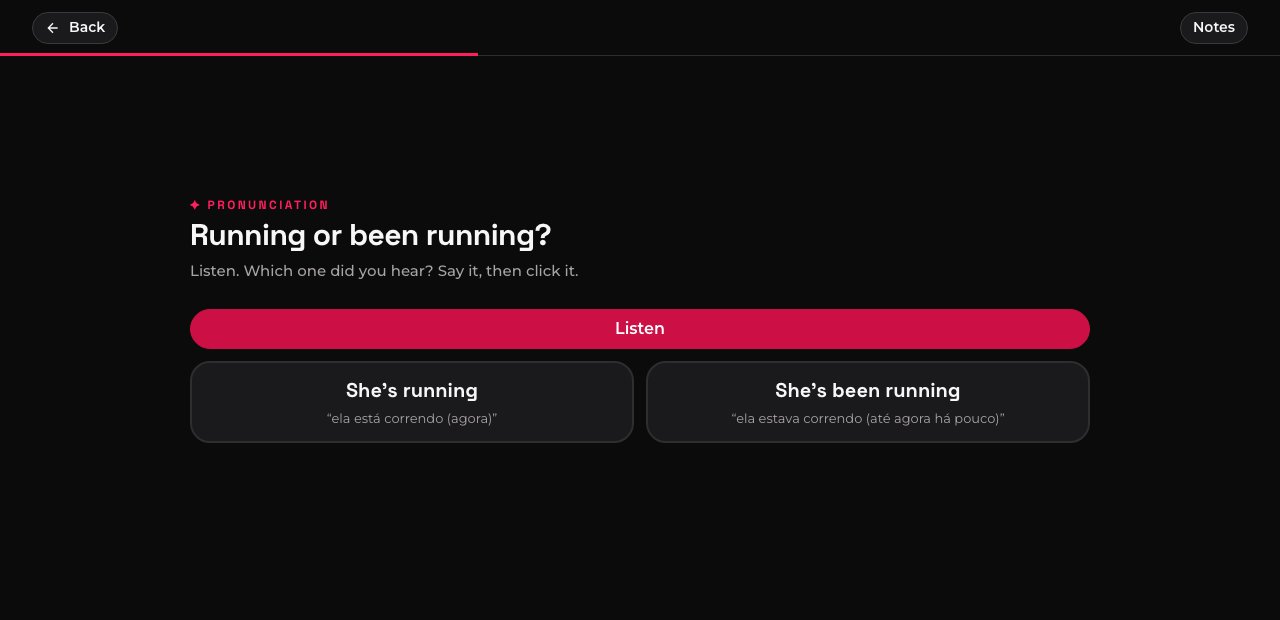 Back
Notes
PRONUNCIATION
Running or been running?
Listen. Which one did you hear? Say it, then click it.
Listen
She’s running
“ela está correndo (agora)”
She’s been running
“ela estava correndo (até agora há pouco)”